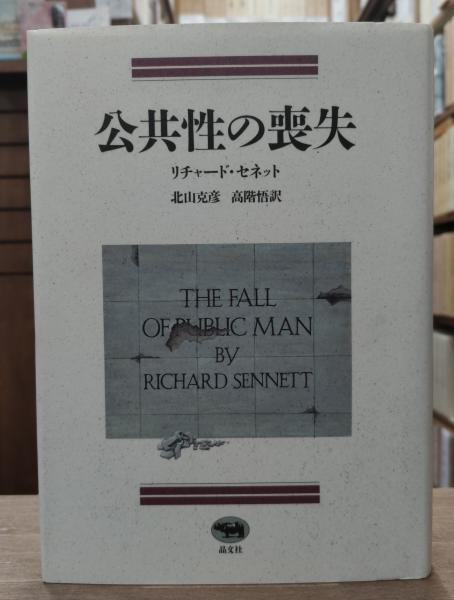 公共性の喪失
リチャード・セネット
北山克彦 高階悟訳
THE FALL
OF PUBLIC MAN
BY
RICHARD SENNETT
晶文社